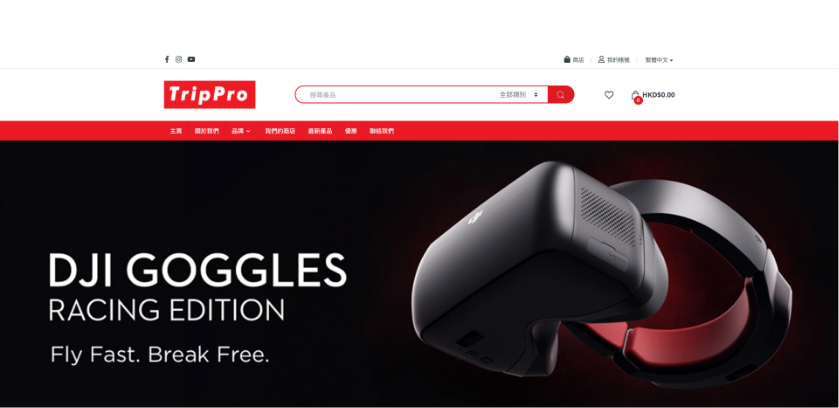 商店 我的帳號 繁體中文
TripPro
搜尋產品 全部類別
0 HKD$0.00
主頁 關於我們 品牌 我們的商店 最新產品 優惠 聯絡我們
DJI GOGGLES
RACING EDITION
Fly Fast. Break Free.